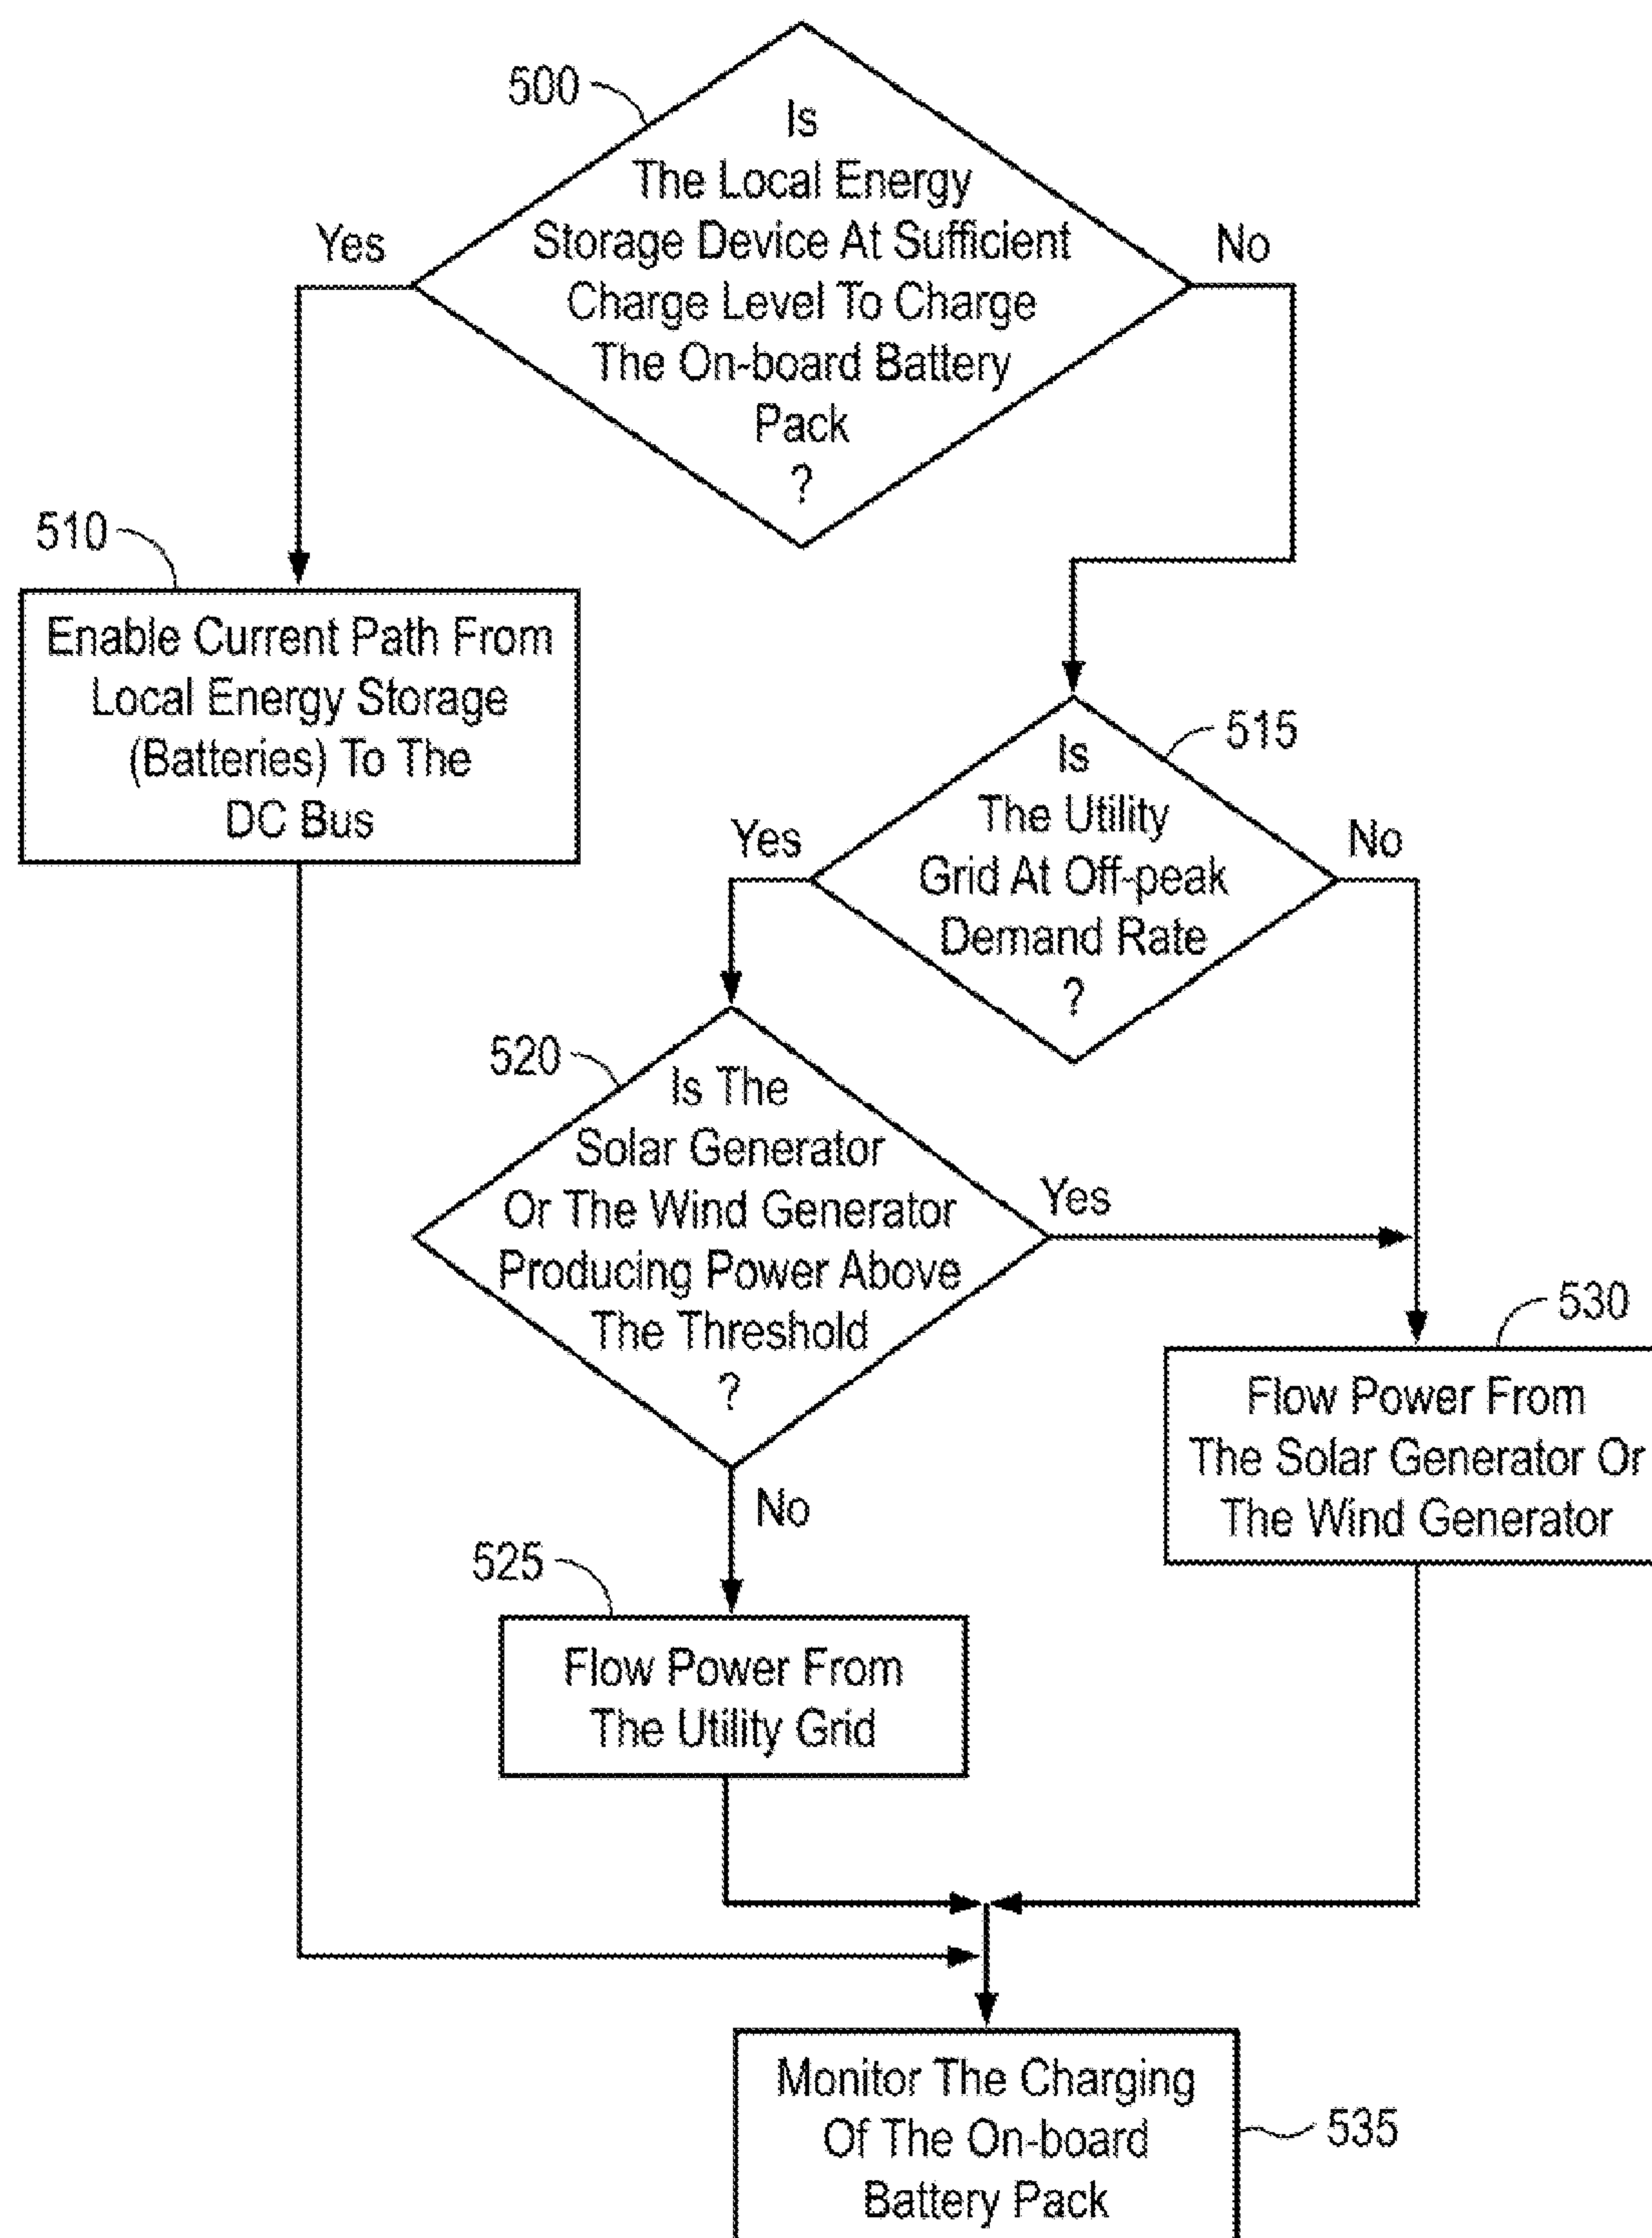 500
Is
The Local Energy
Storage Device At Sufficient
Charge Level To Charge
The On-board Battery
Pack
?
Yes
No
510
Enable Current Path From
Local Energy Storage
(Batteries) To The
DC Bus
515
Is
The Utility
Grid At Off-peak
Demand Rate
?
Yes
No
520
Is The
Solar Generator
Or The Wind Generator
Producing Power Above
The Threshold
?
Yes
No
530
Flow Power From
The Solar Generator Or
The Wind Generator
525
Flow Power From
The Utility Grid
Monitor The Charging
Of The On-board
Battery Pack
535